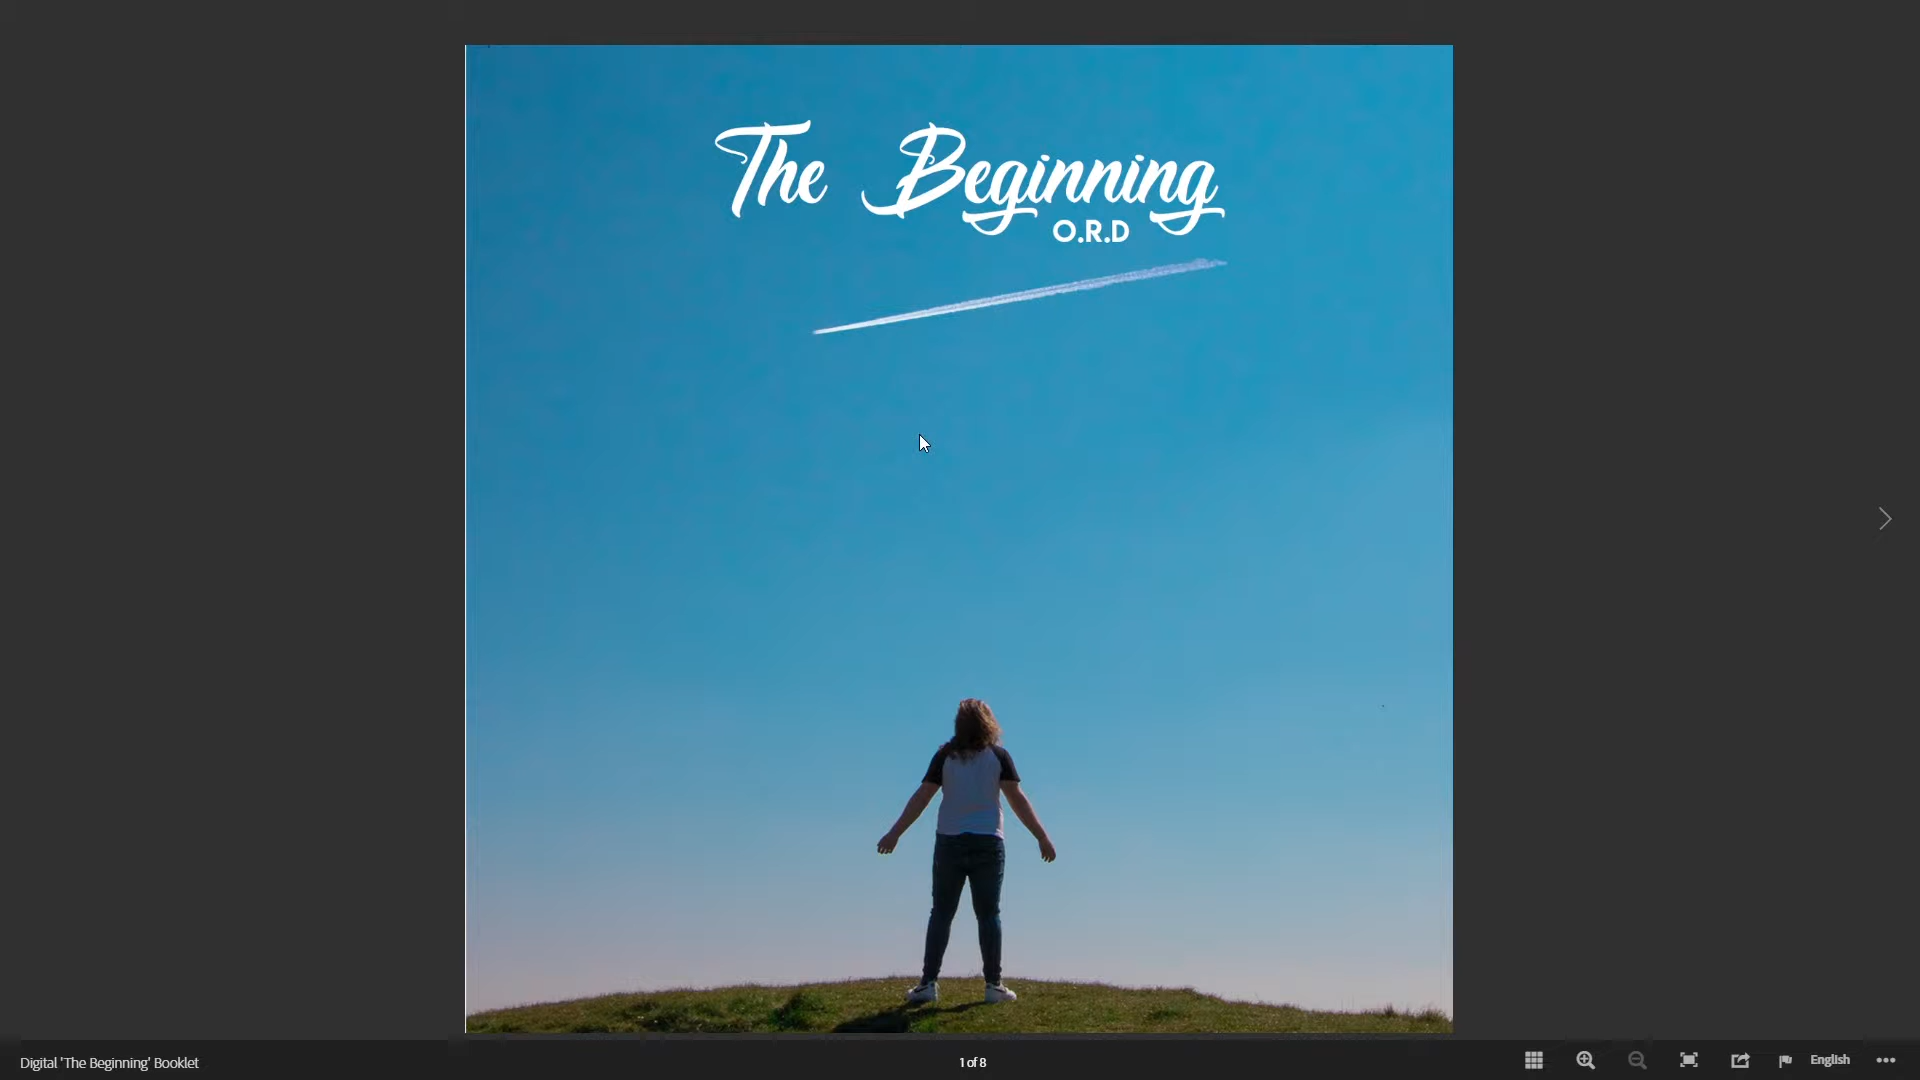 The Beginning
O.R.D
Digital 'The Beginning' Booklet
1 of 8
English